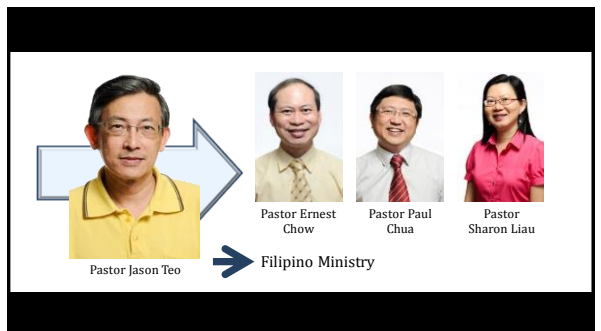 Pastor Ernest
Chow
Pastor Paul
Chua
Pastor
Sharon Liau
Pastor Jason Teo
Filipino Ministry